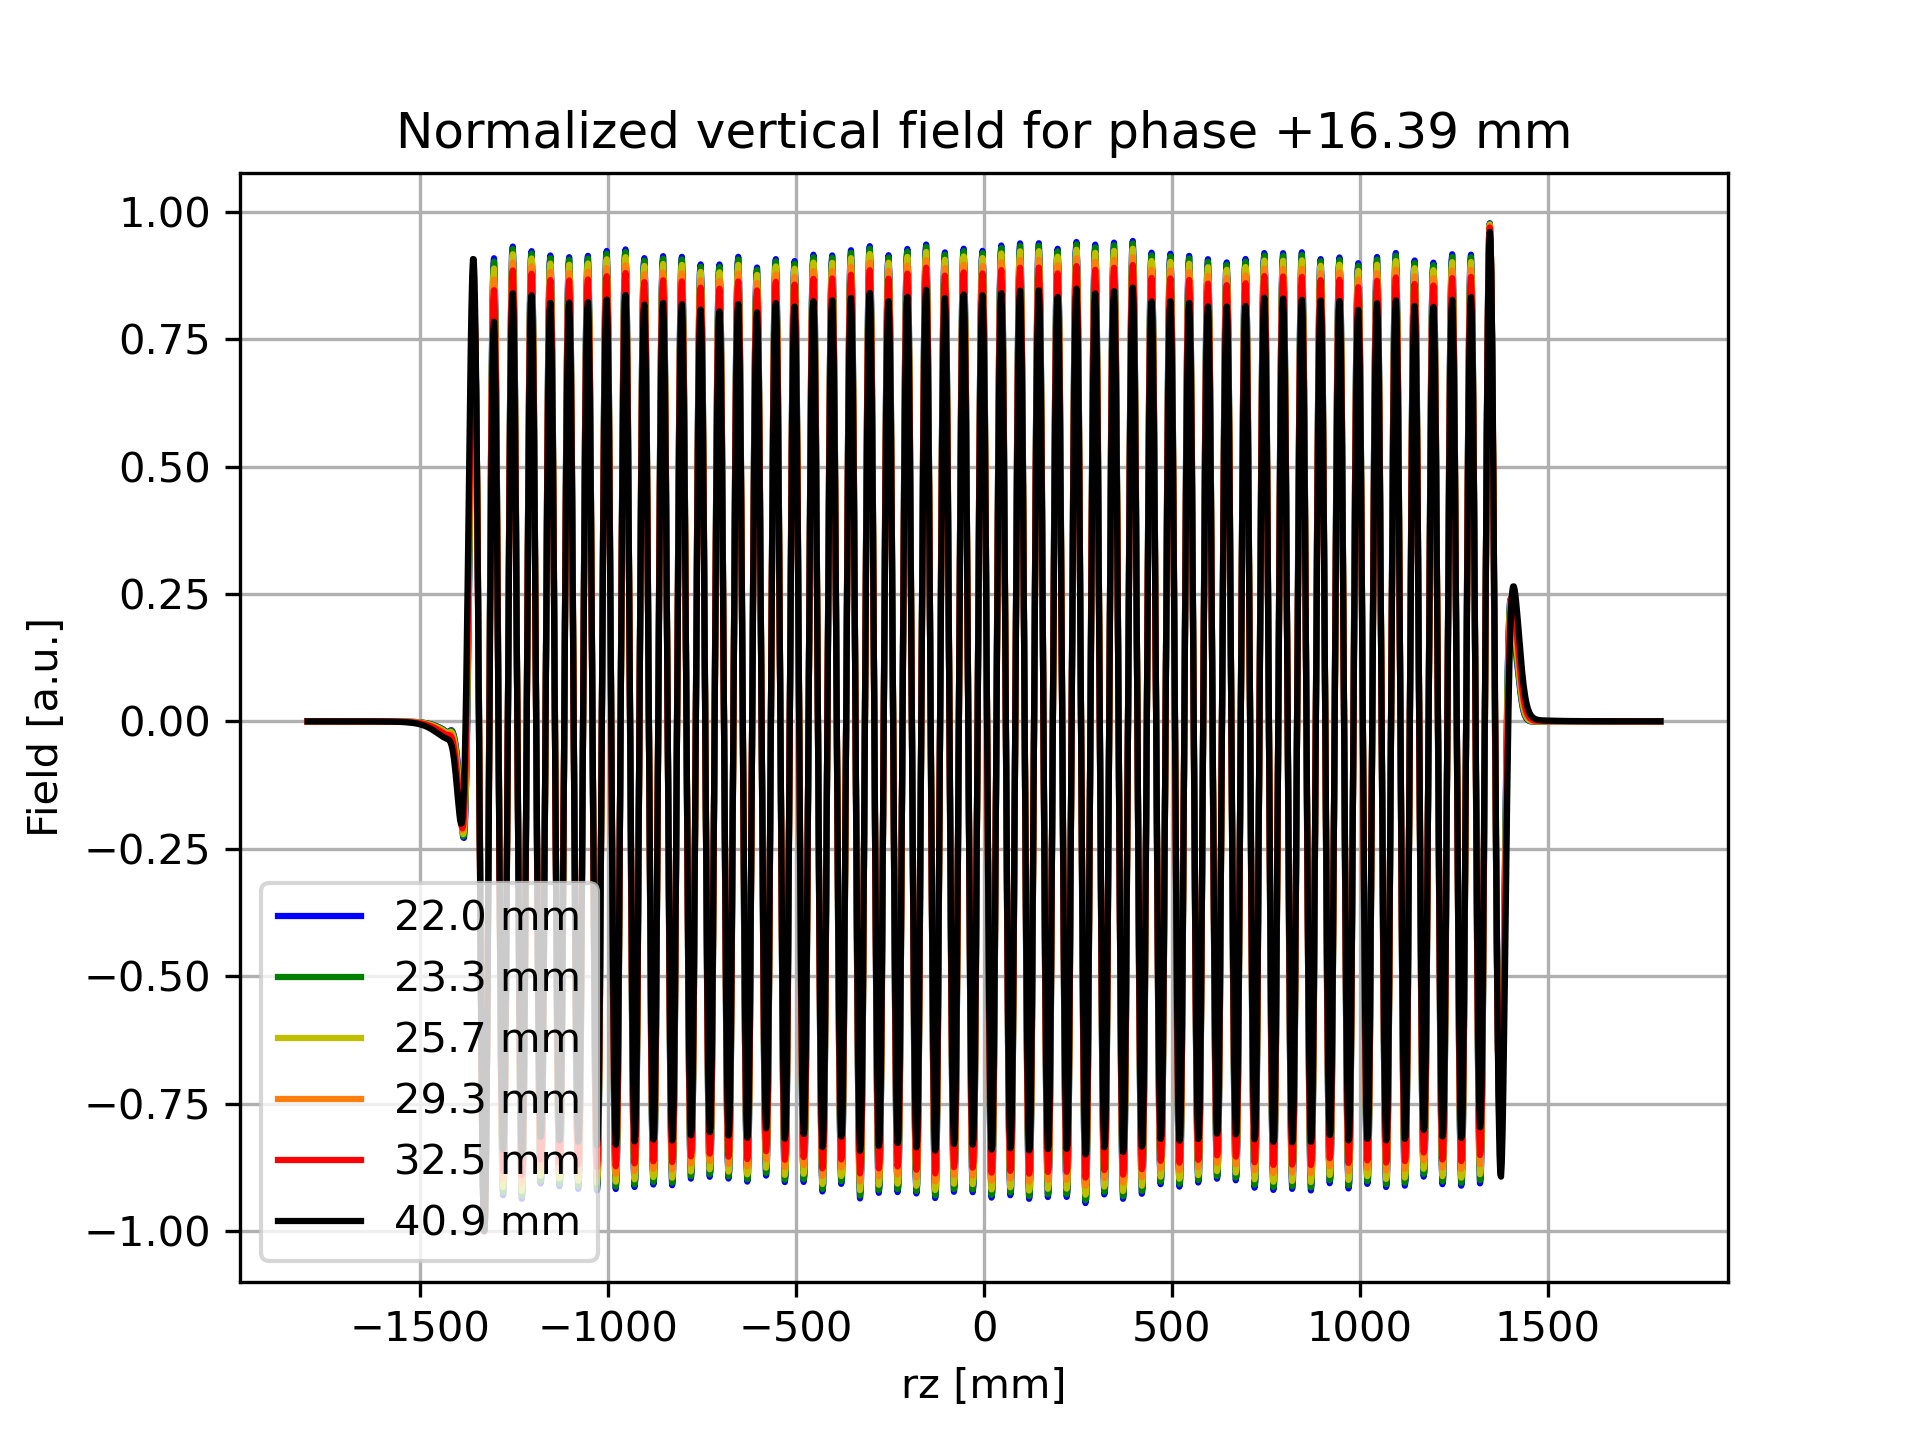 Normalized vertical field for phase +16.39 mm
1.00
0.75
0.50
0.25
0.00
−0.25
−0.50
−0.75
−1.00
Field [a.u.]
22.0 mm
23.3 mm
25.7 mm
29.3 mm
32.5 mm
40.9 mm
−1500 −1000 −500 0 500 1000 1500
rz [mm]